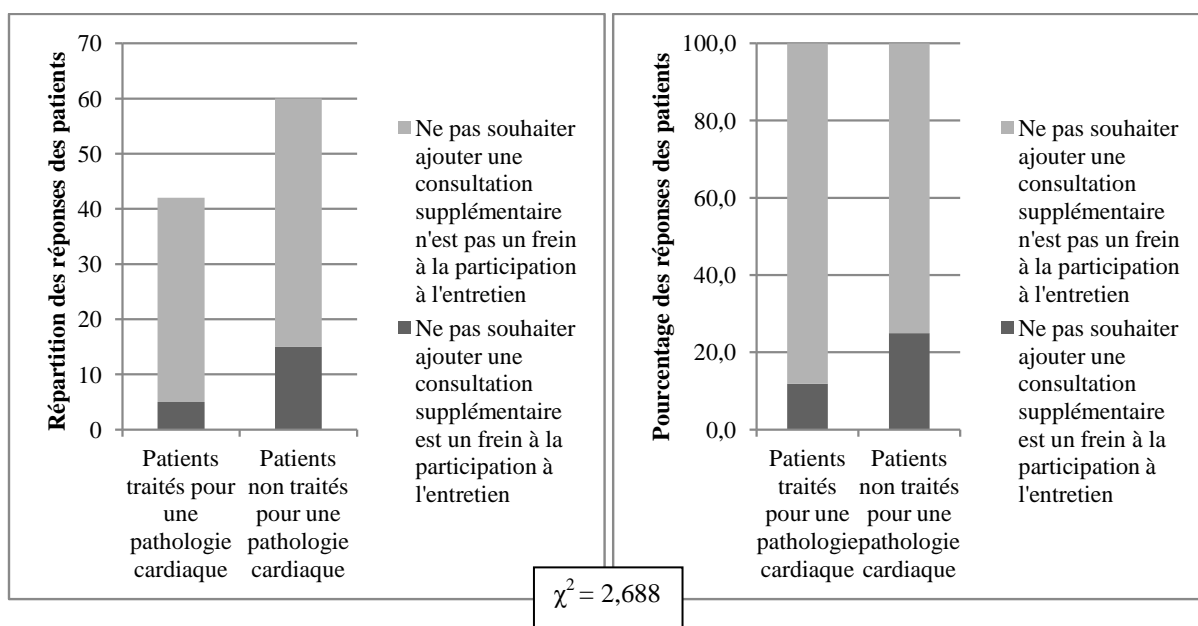 Répartition des réponses des patients
70
60
50
40
30
20
10
0
Patients
traités pour
une
pathologie
cardiaque
Patients
non traités
pour une
pathologie
cardiaque
Ne pas souhaiter
ajouter une
consultation
supplémentaire
n'est pas un frein
à la participation
à l'entretien
Ne pas souhaiter
ajouter une
consultation
supplémentaire
est un frein à la
participation à
l'entretien
Pourcentage des réponses des patients
100,0
80,0
60,0
40,0
20,0
0,0
Patients
traités
pour une
pathologie
cardiaque
Patients
non traités
pour une
pathologie
cardiaque
Ne pas souhaiter
ajouter une
consultation
supplémentaire
n'est pas un frein
à la participation
à l'entretien
Ne pas souhaiter
ajouter une
consultation
supplémentaire
est un frein à la
participation à
l'entretien
χ² = 2,688